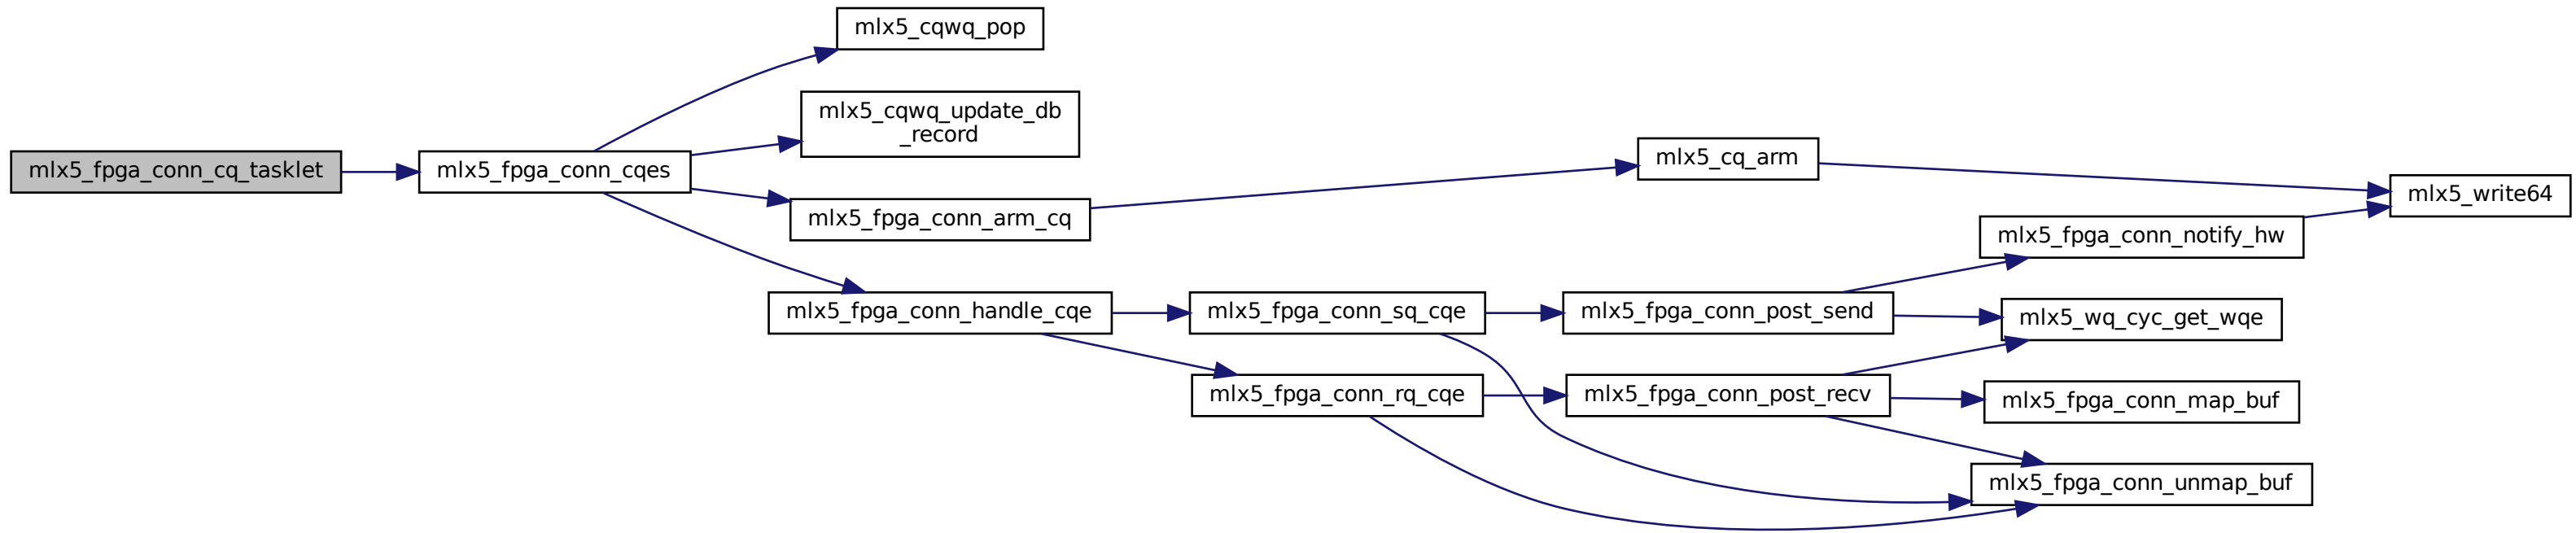 mlx5_fpga_conn_cq_tasklet
mlx5_fpga_conn_cqes
mlx5_cqwq_pop
mlx5_cqwq_update_db
_record
mlx5_fpga_conn_arm_cq
mlx5_fpga_conn_handle_cqe
mlx5_cq_arm
mlx5_write64
mlx5_fpga_conn_sq_cqe
mlx5_fpga_conn_rq_cqe
mlx5_fpga_conn_post_send
mlx5_fpga_conn_post_recv
mlx5_fpga_conn_notify_hw
mlx5_wq_cyc_get_wqe
mlx5_fpga_conn_map_buf
mlx5_fpga_conn_unmap_buf